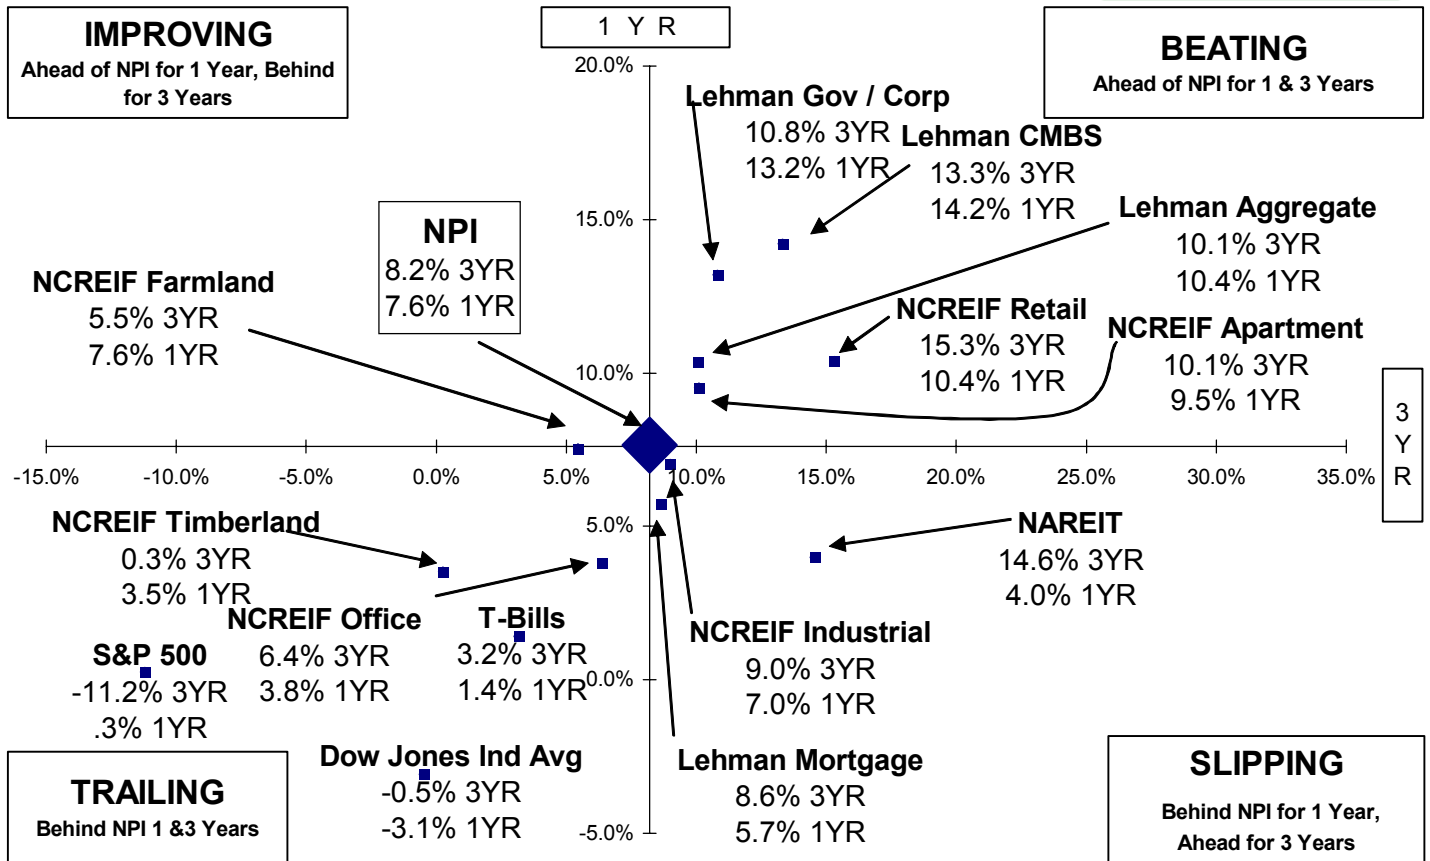 IMPROVING
Ahead of NPI for 1 Year, Behind
for 3 Years
1 Y R
BEATING
Ahead of NPI for 1 & 3 Years
20.0%
15.0%
10.0%
5.0%
0.0%
-5.0%
Lehman Gov / Corp
10.8% 3YR
13.2% 1YR
Lehman CMBS
13.3% 3YR
14.2% 1YR
Lehman Aggregate
10.1% 3YR
10.4% 1YR
NPI
8.2% 3YR
7.6% 1YR
NCREIF Farmland
5.5% 3YR
7.6% 1YR
NCREIF Retail
15.3% 3YR
10.4% 1YR
NCREIF Apartment
10.1% 3YR
9.5% 1YR
3
Y
R
-15.0%
-10.0%
-5.0%
0.0%
5.0%
10.0%
15.0%
20.0%
25.0%
30.0%
35.0%
NCREIF Timberland
0.3% 3YR
3.5% 1YR
NCREIF Office
6.4% 3YR
3.8% 1YR
T-Bills
3.2% 3YR
1.4% 1YR
S&P 500
-11.2% 3YR
.3% 1YR
NAREIT
14.6% 3YR
4.0% 1YR
NCREIF Industrial
9.0% 3YR
7.0% 1YR
Dow Jones Ind Avg
-0.5% 3YR
-3.1% 1YR
Lehman Mortgage
8.6% 3YR
5.7% 1YR
TRAILING
Behind NPI 1 &3 Years
SLIPPING
Behind NPI for 1 Year,
Ahead for 3 Years